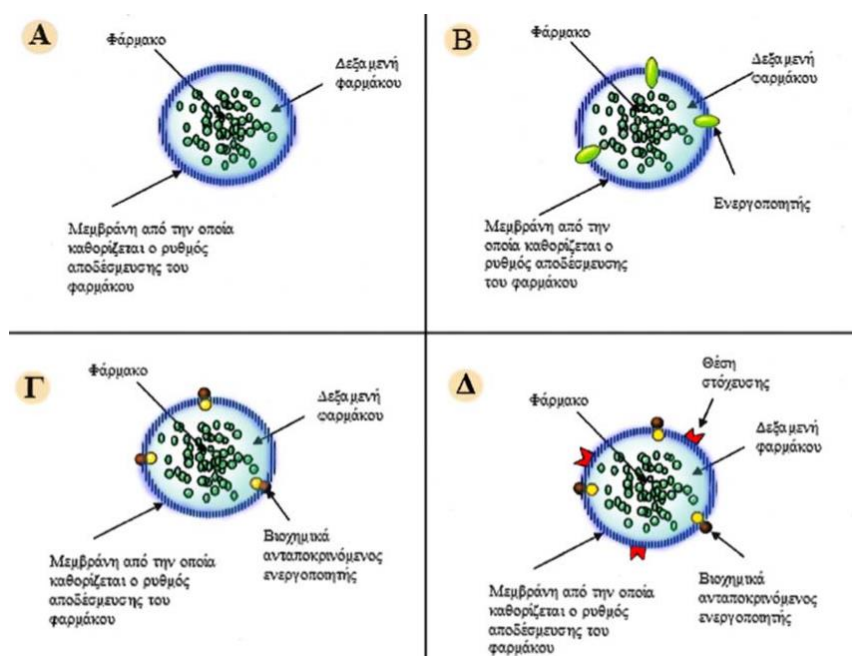 Α
Φάρμακο
Δεξαμενή
φαρμάκου
Μεμβράνη από την οποία
καθορίζεται ο ρυθμός
αποδέσμευσης του
φαρμάκου
Β
Φάρμακο
Δεξαμενή
φαρμάκου
Ενεργοποιητής
Μεμβράνη από την
οποία καθορίζεται ο
ρυθμός αποδέσμευσης
του φαρμάκου
Γ
Φάρμακο
Δεξαμενή
φαρμάκου
Βιοχημικά
ανταποκρινόμενος
ενεργοποιητής
Μεμβράνη από την οποία
καθορίζεται ο ρυθμός
αποδέσμευσης του
φαρμάκου
Δ
Θέση
στόχευσης
Φάρμακο
Δεξαμενή
φαρμάκου
Βιοχημικά
ανταποκρινόμενος
ενεργοποιητής
Μεμβράνη από την οποία
καθορίζεται ο ρυθμός
αποδέσμευσης του
φαρμάκου